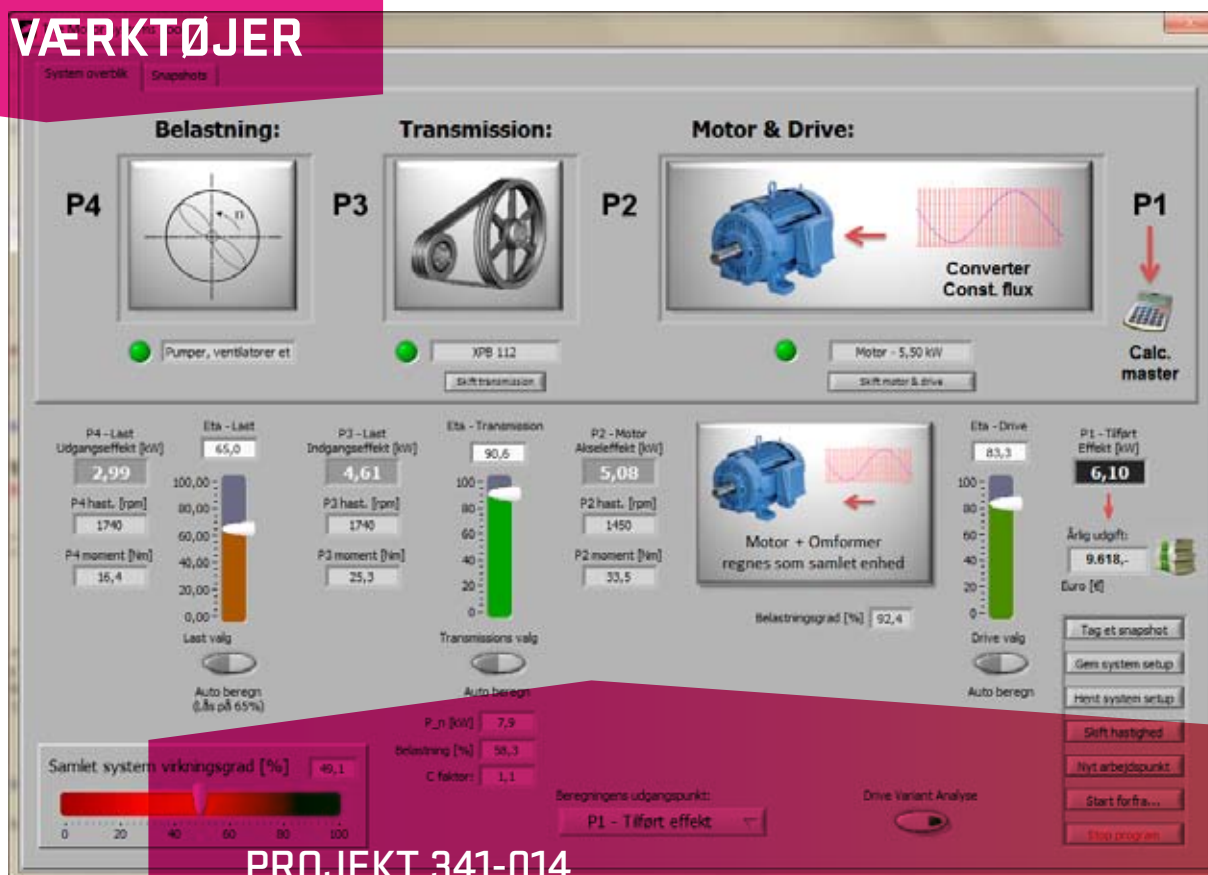 VÆRKTØJER
System overblik
Snapshots
Belastning:
Transmission:
Motor & Drive:
P4
n
P3
P2
P1
Converter
Const. flux
Pumper, ventilatorer et
XPB 112
Motor - 5,50 kW
Calc.
master
Skift transmission
Skift motor & drive
P4 - Last
Udgangseffekt [kW]
2,99
P4 hast. [rpm]
1740
P4 moment [Nm]
16,4
Eta - Last
65,0
100,00
80,00
60,00
40,00
20,00
0,00
Last valg
Auto beregn
(Lås på 65%)
P3 - Last
Indgangseffekt [kW]
4,61
P3 hast. [rpm]
1740
P3 moment [Nm]
25,3
Eta - Transmission
90,6
100
80
60
40
20
0
Transmissions valg
Auto beregn
P_n [kW] 7,9
Belastning [%] 58,3
C faktor: 1,1
P2 - Motor
Akseleffekt [kW]
5,08
P2 hast. [rpm]
1450
P2 moment [Nm]
33,5
Motor + Omformer
regnes som samlet enhed
Belastningsgrad [%] 92,4
Eta - Drive
83,3
100
80
60
40
20
0
Drive valg
Auto beregn
P1 - Tilført
Effekt [kW]
6,10
Årlig udgift:
9.618,-
Euro [€]
Tag et snapshot
Gem system setup
Hent system setup
Skift hastighed
Nyt arbejdspunkt
Start forfra...
Stop program
Samlet system virkningsgrad [%] 49,1
0 20 40 60 80 100
Beregningens udgangspunkt:
P1 - Tilført effekt
Drive Variant Analyse
PROJEKT 341-014